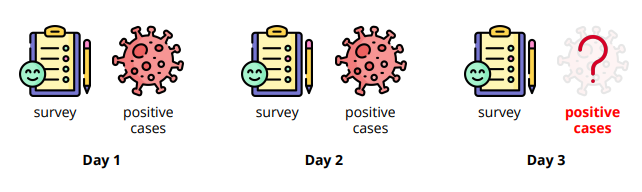 survey
positive
cases
Day 1
survey
positive
cases
Day 2
survey
?
positive
cases
Day 3